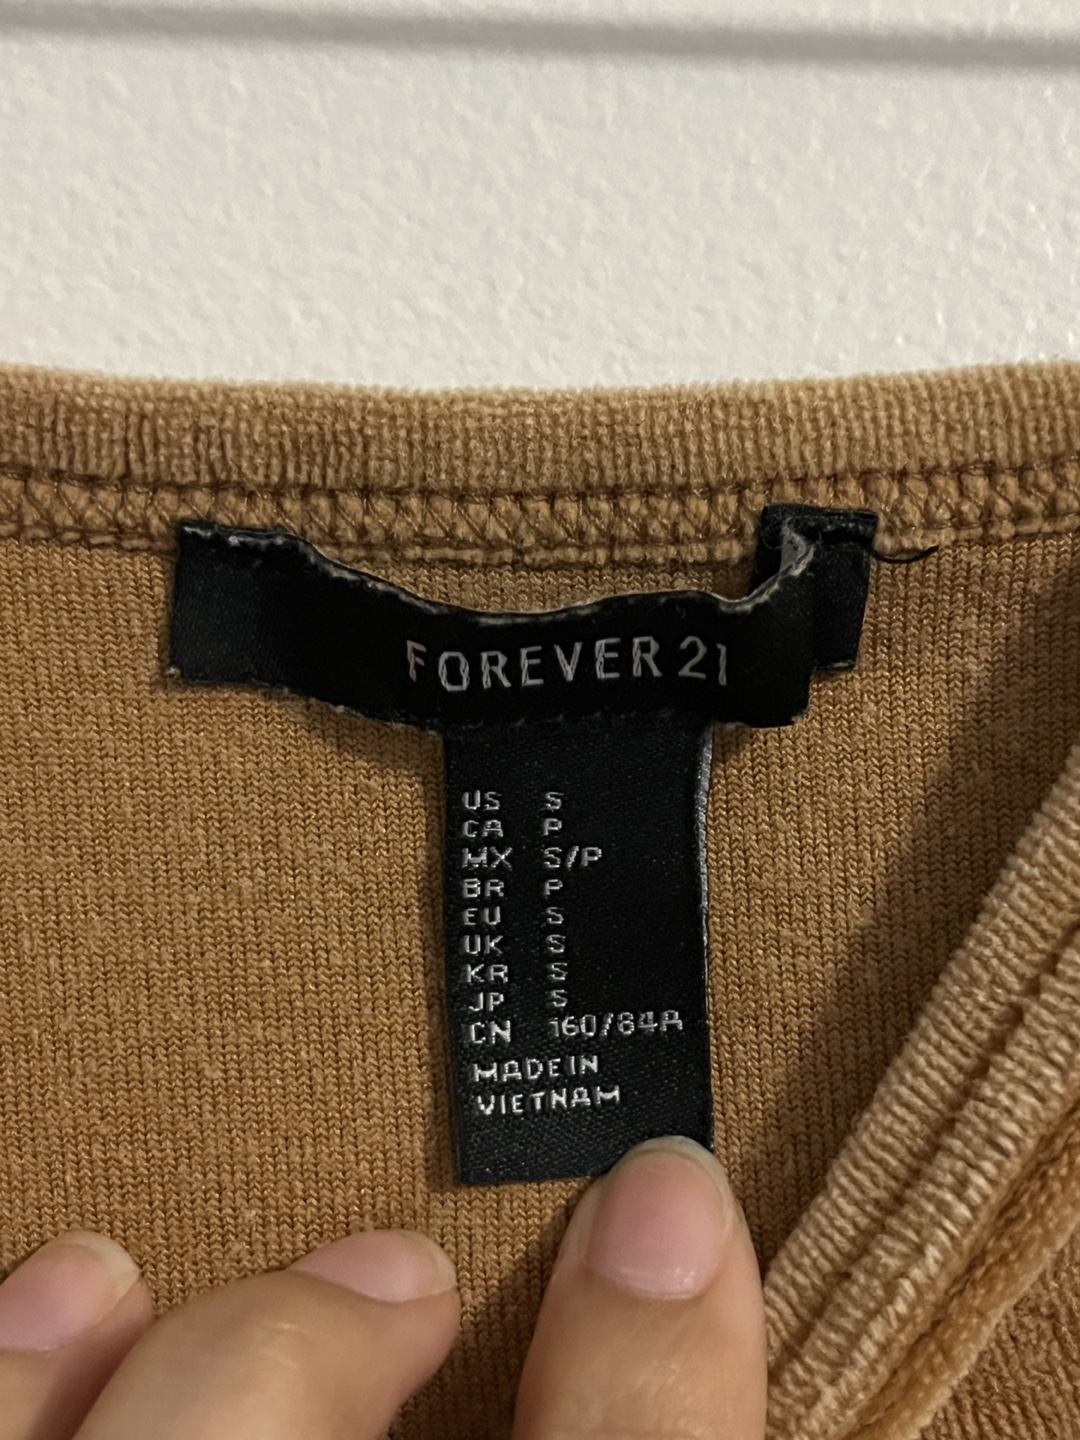 FOREVER 21
US S
CA P
MX S/P
BR P
EU S
UK S
KR S
JP S
CN 160/84A
MADE IN
VIETNAM